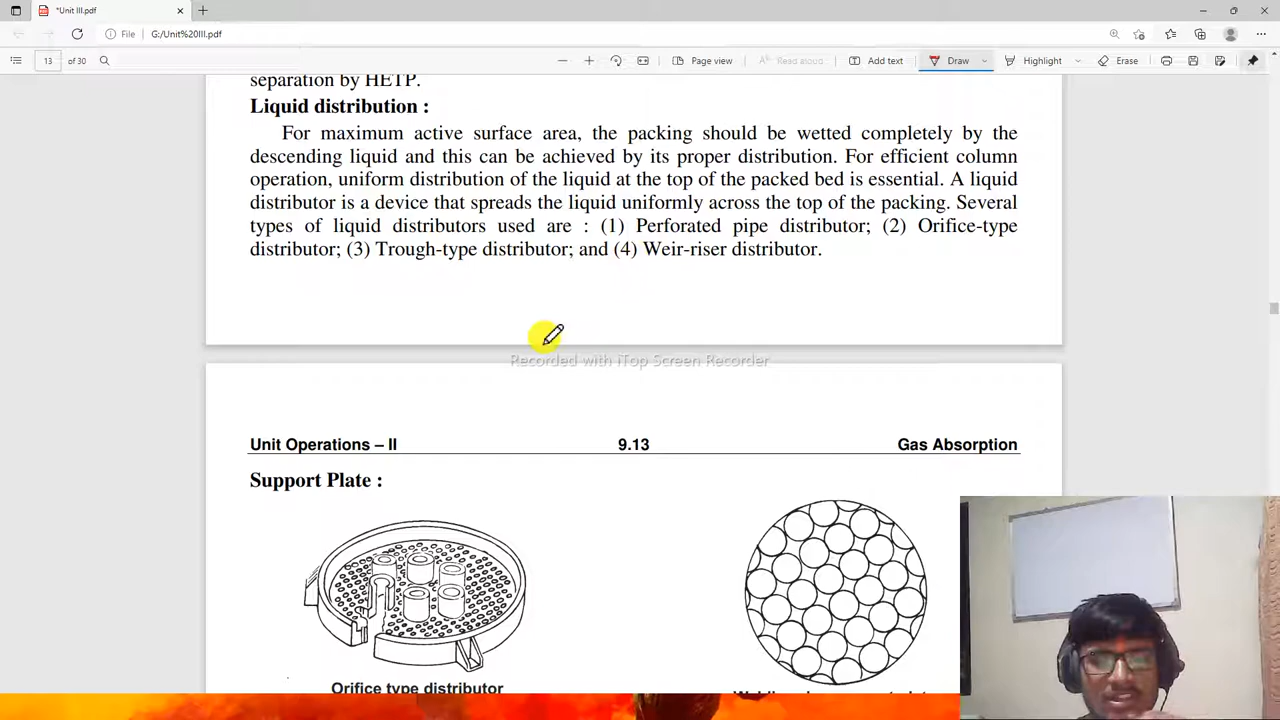 *Unit III.pdf
File
G:/Unit%20III.pdf
13 of 30
Page view
Read aloud
Add text
Draw
Highlight
Erase
separation by HETP.
Liquid distribution :
For maximum active surface area, the packing should be wetted completely by the
descending liquid and this can be achieved by its proper distribution. For efficient column
operation, uniform distribution of the liquid at the top of the packed bed is essential. A liquid
distributor is a device that spreads the liquid uniformly across the top of the packing. Several
types of liquid distributors used are : (1) Perforated pipe distributor; (2) Orifice-type
distributor; (3) Trough-type distributor; and (4) Weir-riser distributor.
Recorded with iTop Screen Recorder
Unit Operations – II 9.13 Gas Absorption
Support Plate :
Orifice type distributor